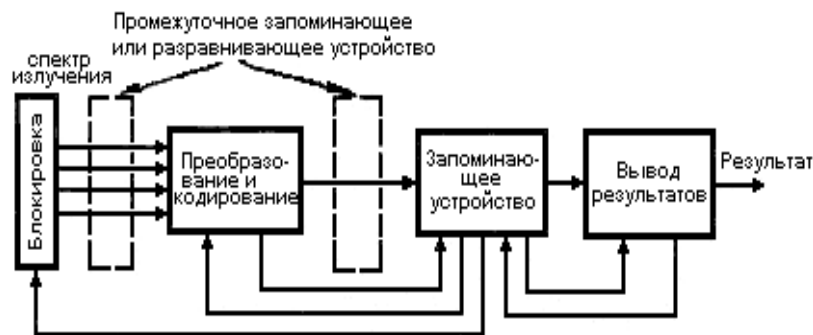 Промежуточное запоминающее
или разравнивающее устройство
спектр
излучения
Блокировка
Преобразо-
вание и
кодирование
Запоминаю-
щее
устройство
Вывод
результатов
Результат